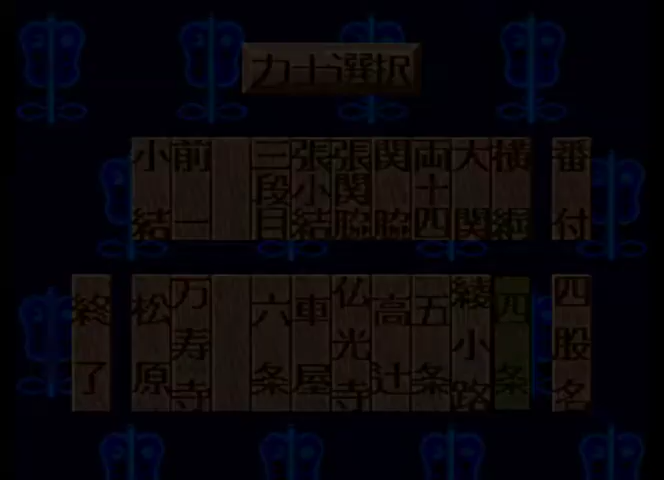 力士選択
番付
横綱
大関
両十四
関脇
張関脇
張小結
三段目
前一
小結
四股名
四条
綾小路
五条
高辻
仏光寺
車屋
六条
万寿寺
松原
終了